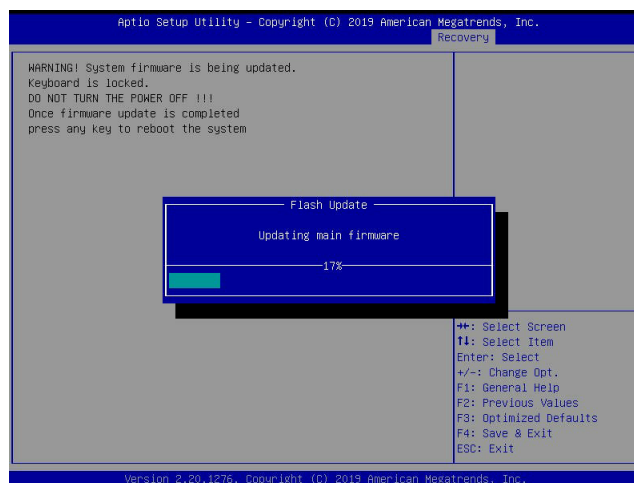 Aptio Setup Utility – Copyright (C) 2019 American Megatrends, Inc.
Recovery
WARNING! System firmware is being updated.
Keyboard is locked.
DO NOT TURN THE POWER OFF !!!
Once firmware update is completed
press any key to reboot the system
Flash Update
Updating main firmware
17%
→←: Select Screen
↑↓: Select Item
Enter: Select
+/-: Change Opt.
F1: General Help
F2: Previous Values
F3: Optimized Defaults
F4: Save & Exit
ESC: Exit
Version 2.20.1276. Copyright (C) 2019 American Megatrends, Inc.